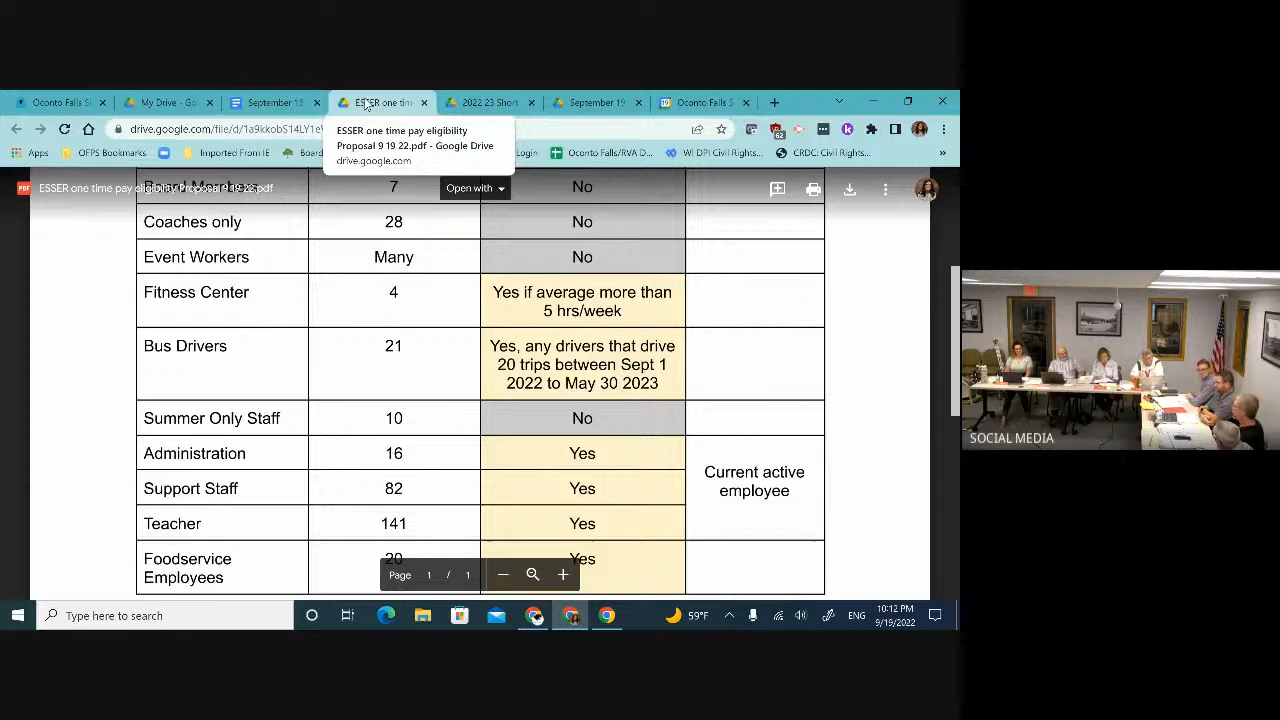 Oconto Falls S
My Drive - Go
September 19
ESSER one tim
2022 23 Short
September 19
Oconto Falls S
drive.google.com/file/d/1a9kkobS14LY1e
62
Apps
OFPS Bookmarks
Imported From IE
Board
Login
Oconto Falls/RVA D...
WI DPI Civil Rights...
CRDC: Civil Rights...
ESSER one time pay eligibility
Proposal 9 19 22.pdf - Google Drive
drive.google.com
PDF
ESSER one time pay eligibility Proposal 9 19 22.pdf
Open with
7 No
Coaches only 28 No
Event Workers Many No
Fitness Center 4 Yes if average more than
5 hrs/week
Bus Drivers 21 Yes, any drivers that drive
20 trips between Sept 1
2022 to May 30 2023
Summer Only Staff 10 No
Administration 16 Yes
Support Staff 82 Yes
Current active
employee
Teacher 141 Yes
Foodservice
Employees
20 Yes
Page 1 / 1
Type here to search
59°F
ENG
10:12 PM
9/19/2022
SOCIAL MEDIA